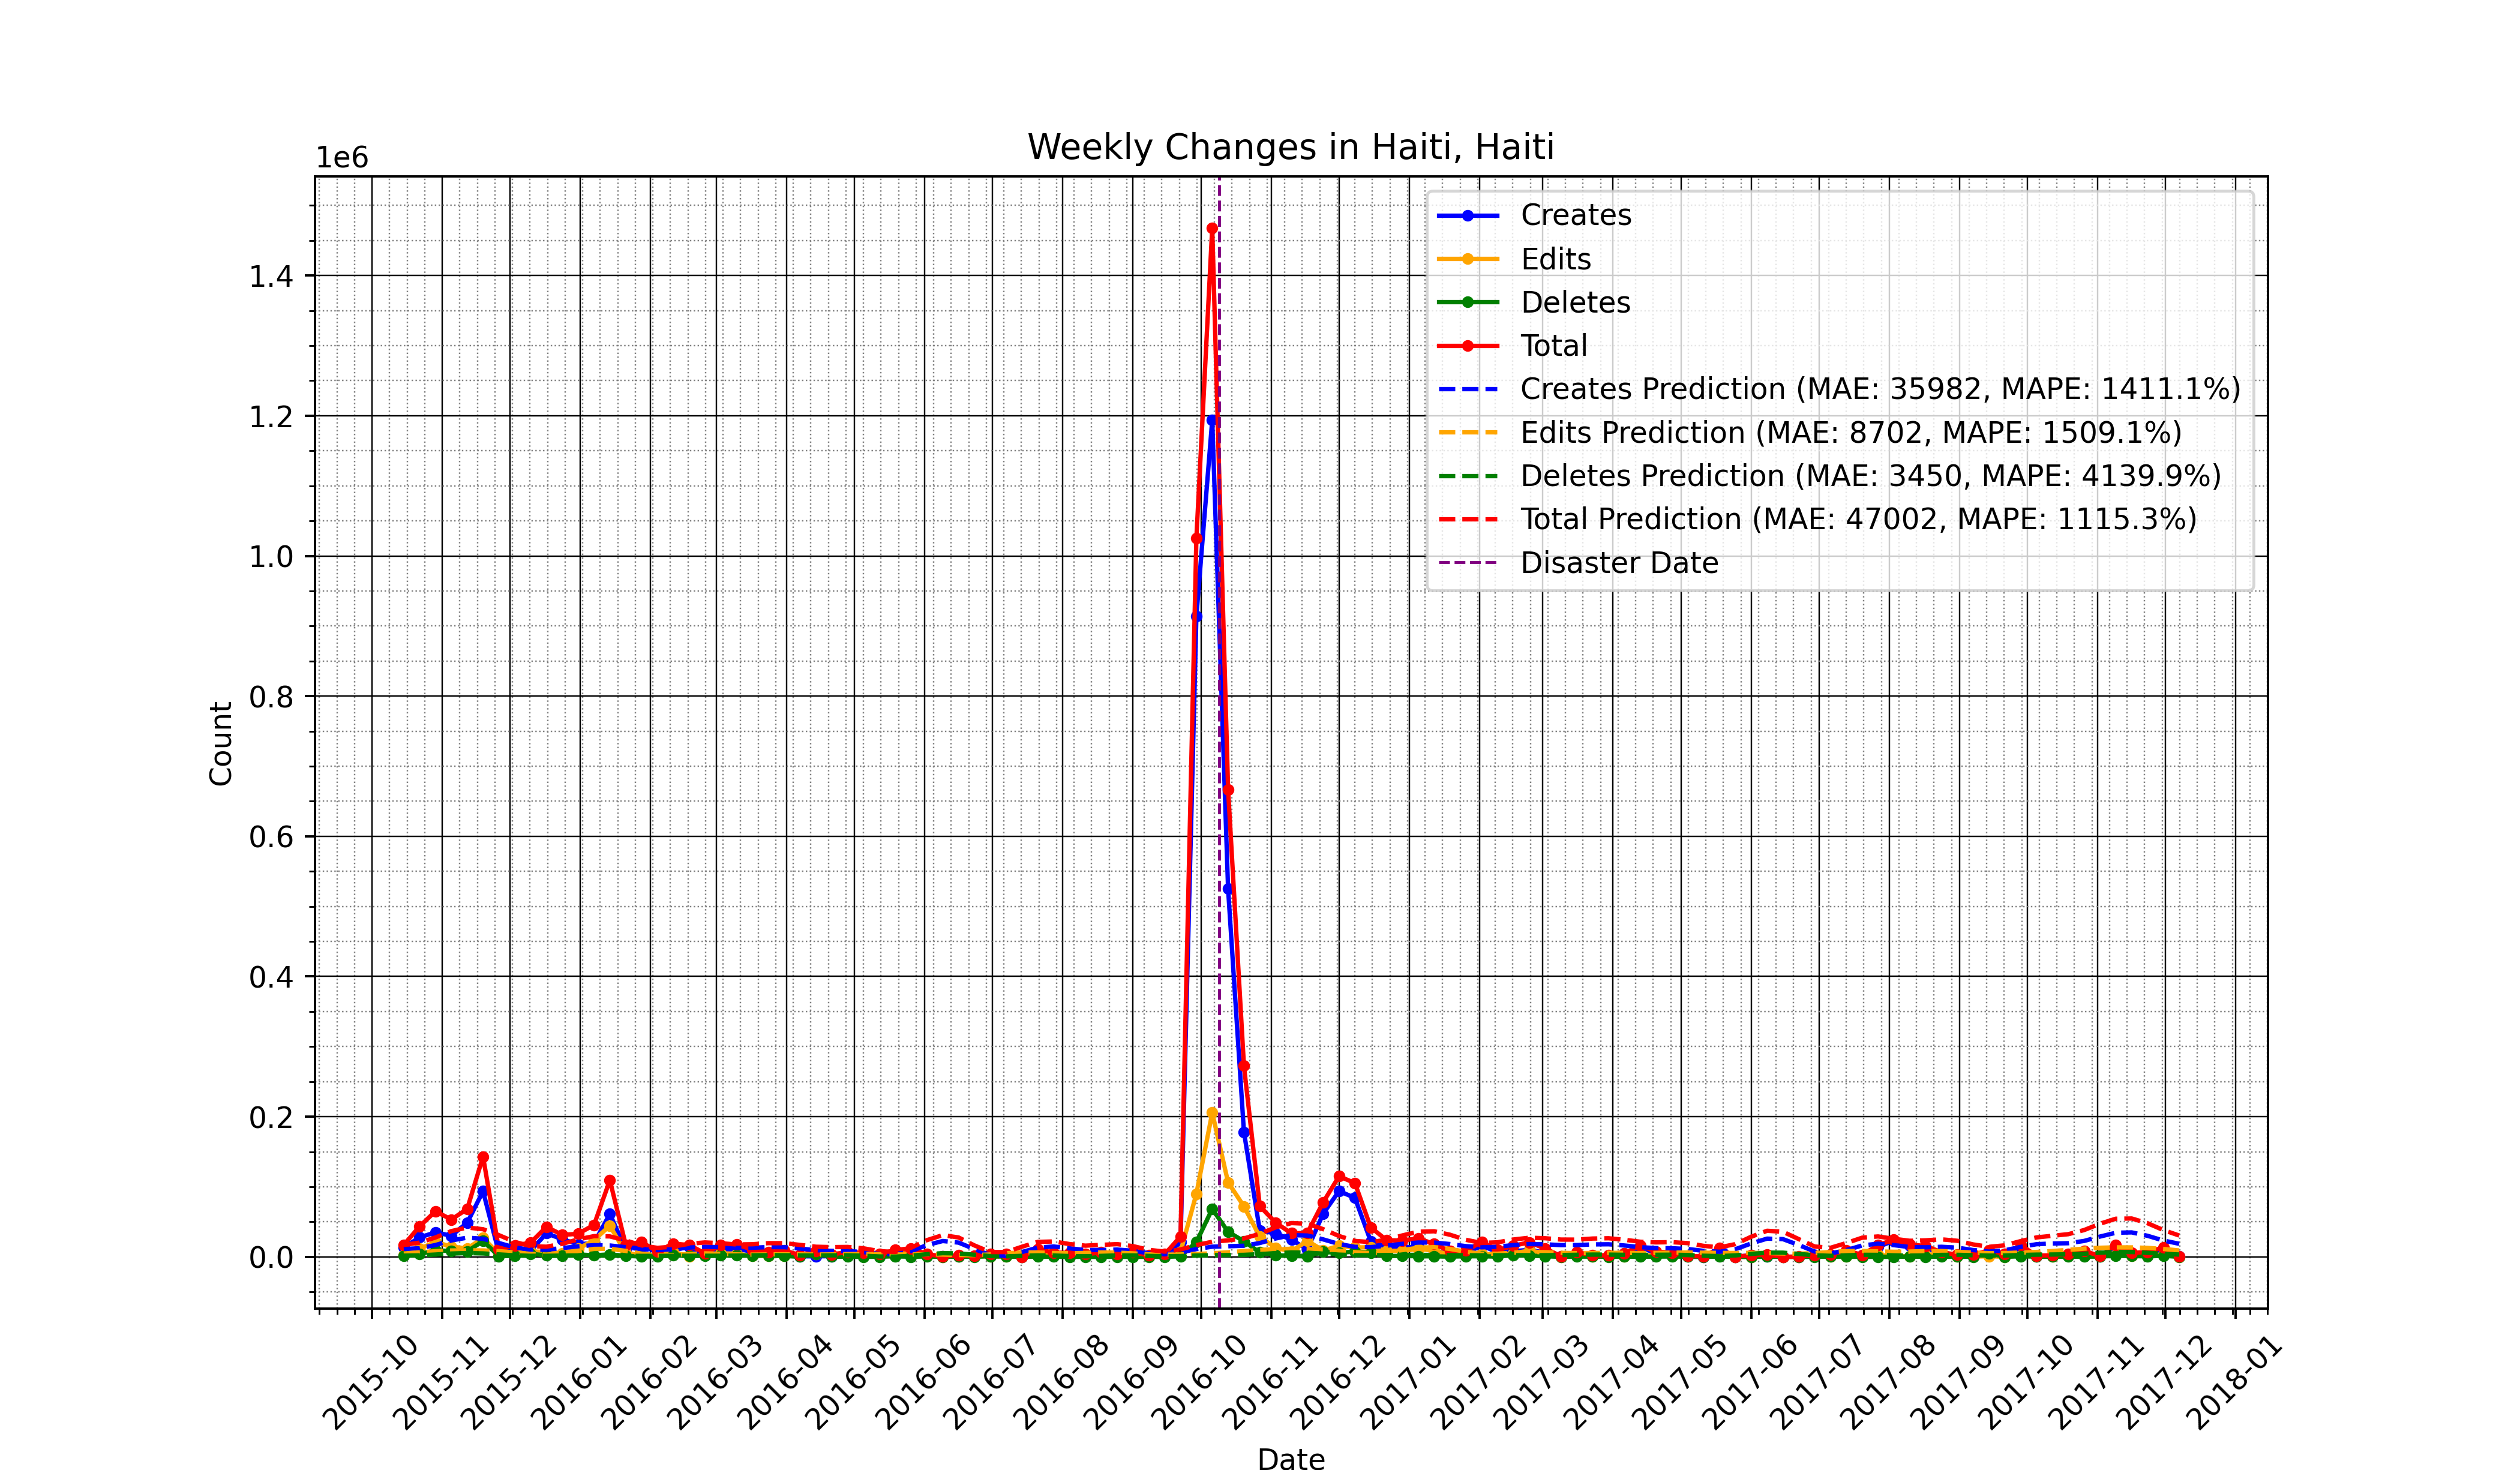 Weekly Changes in Haiti, Haiti
1e6
1.4
1.2
1.0
0.8
0.6
0.4
0.2
0.0
Count
Creates
Edits
Deletes
Total
Creates Prediction (MAE: 35982, MAPE: 1411.1%)
Edits Prediction (MAE: 8702, MAPE: 1509.1%)
Deletes Prediction (MAE: 3450, MAPE: 4139.9%)
Total Prediction (MAE: 47002, MAPE: 1115.3%)
Disaster Date
2015-10
2015-11
2015-12
2016-01
2016-02
2016-03
2016-04
2016-05
2016-06
2016-07
2016-08
2016-09
2016-10
2016-11
2016-12
2017-01
2017-02
2017-03
2017-04
2017-05
2017-06
2017-07
2017-08
2017-09
2017-10
2017-11
2017-12
2018-01
Date